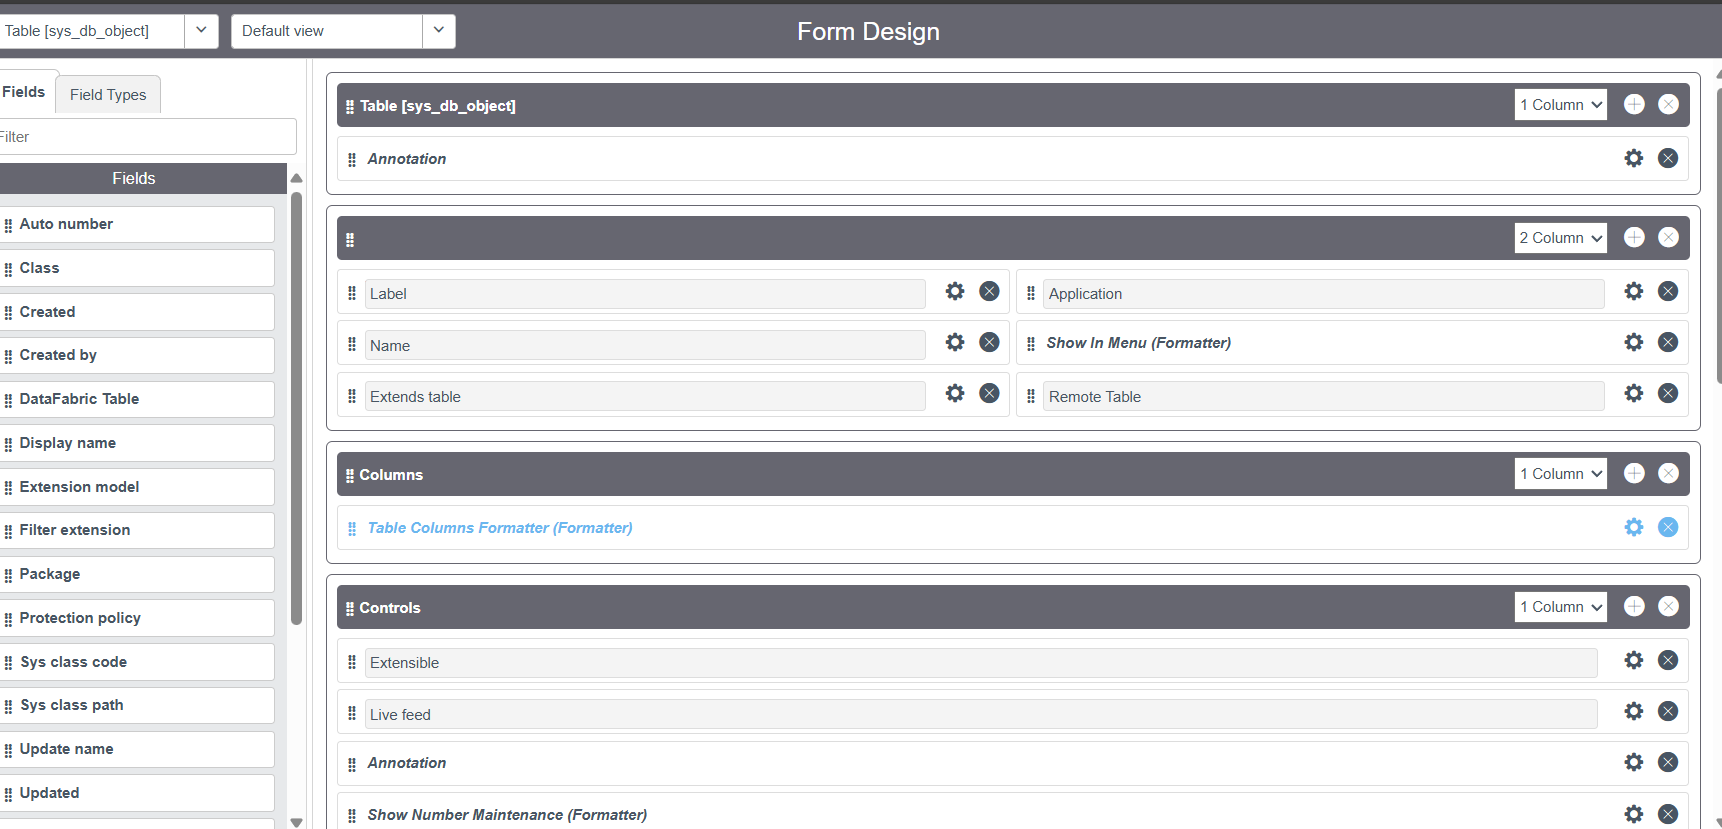 Table [sys_db_object]
Default view
Form Design
Fields
Field Types
Filter
Fields
Auto number
Class
Created
Created by
DataFabric Table
Display name
Extension model
Filter extension
Package
Protection policy
Sys class code
Sys class path
Update name
Updated
Table [sys_db_object]
1 Column
Annotation
2 Column
Label
Application
Name
Show In Menu (Formatter)
Extends table
Remote Table
Columns
1 Column
Table Columns Formatter (Formatter)
Controls
1 Column
Extensible
Live feed
Annotation
Show Number Maintenance (Formatter)